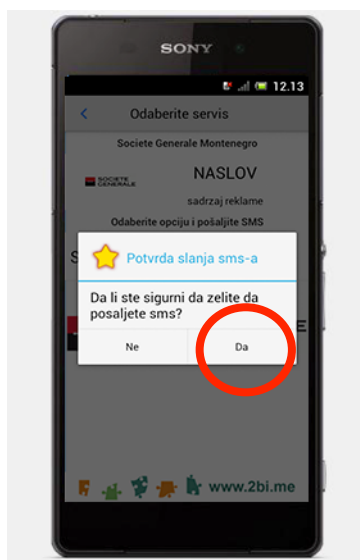 SONY
12.13
Odaberite servis
Societe Generale Montenegro
SOCIETE
GENERALE
NASLOV
sadrzaj reklame
Odaberite opciju i pošaljite SMS
S
Potvrda slanja sms-a
Da li ste sigurni da zelite da
posaljete sms?
E
Ne
Da
www.2bi.me